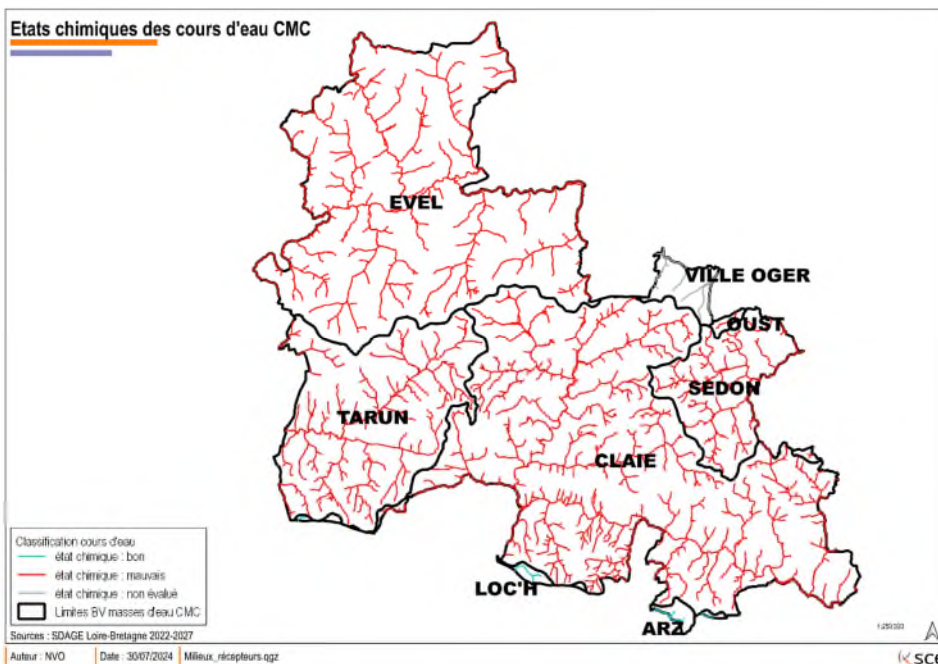 Etats chimiques des cours d'eau CMC
EVEL
VILLE OGER
OUST
SEDON
TARUN
CLAIE
LOC'H
ARZ
Classification cours d'eau
état chimique : bon
état chimique : mauvais
état chimique : non évalué
Limites BV masses d'eau CMC
Sources : SDAGE Loire-Bretagne 2022-2027
Auteur : NVO
Date : 30/07/2024
Milieux_récepteurs.qgz
sce